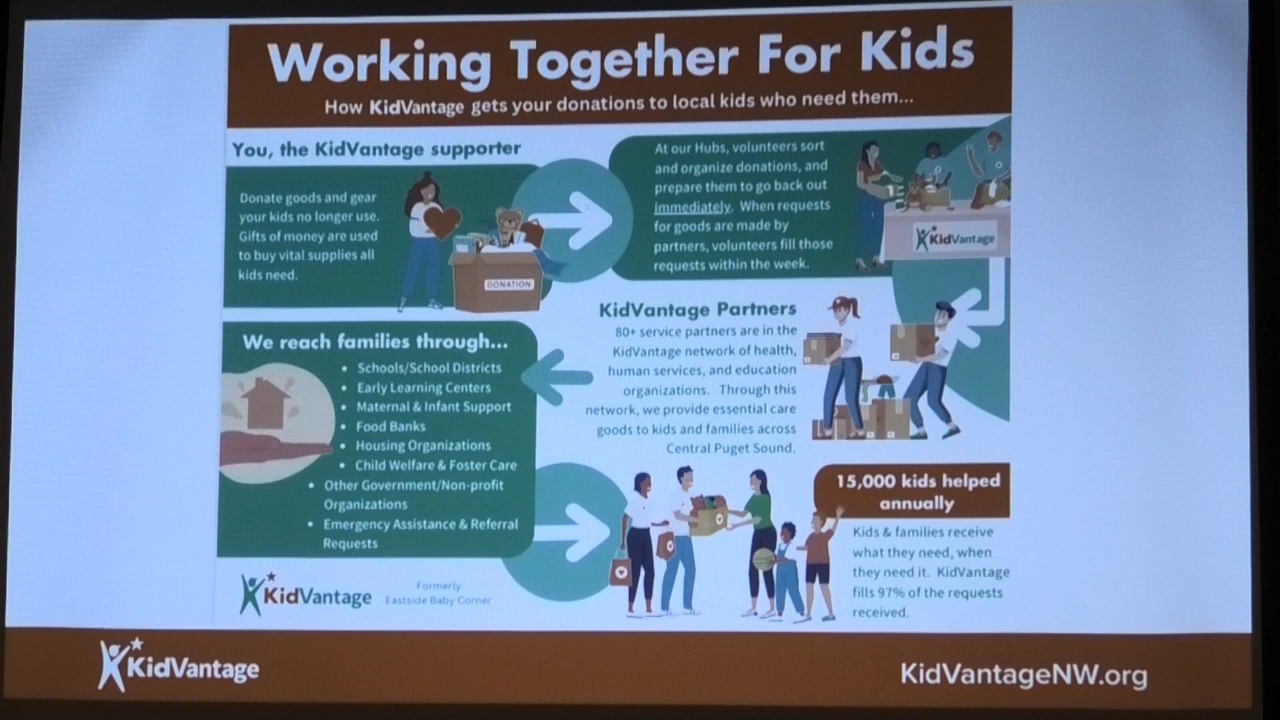 Working Together For Kids
How KidVantage gets your donations to local kids who need them...
You, the KidVantage supporter
Donate goods and gear
your kids no longer use.
Gifts of money are used
to buy vital supplies all
kids need.
DONATION
At our Hubs, volunteers sort
and organize donations, and
prepare them to go back out
immediately. When requests
for goods are made by
partners, volunteers fill those
requests within the week.
KidVantage
KidVantage Partners
80+ service partners are in the
KidVantage network of health,
human services, and education
organizations. Through this
network, we provide essential care
goods to kids and families across
Central Puget Sound.
We reach families through...
• Schools/School Districts
• Early Learning Centers
• Maternal & Infant Support
• Food Banks
• Housing Organizations
• Child Welfare & Foster Care
• Other Government/Non-profit
Organizations
• Emergency Assistance & Referral
Requests
15,000 kids helped
annually
Kids & families receive
what they need, when
they need it. KidVantage
fills 97% of the requests
received.
KidVantage
Formerly
Eastside Baby Corner
KidVantage
KidVantageNW.org